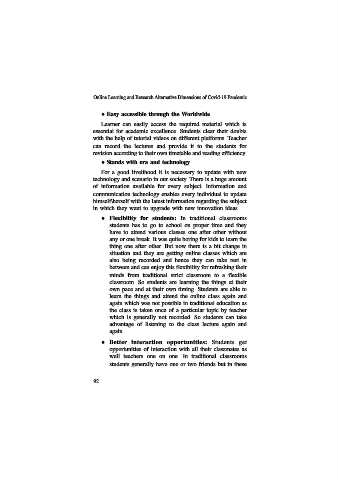 Online Learning and Research Alternative Dimensions of Covid-19 Pandemic
● Easy accessible through the Worldwide
Learner can easily access the required material which is
essential for academic excellence. Students clear their doubts
with the help of tutorial videos on different platforms. Teacher
can record the lectures and provide it to the students for
revision according to their own timetable and reading efficiency.
● Stands with era and technology
For a good livelihood it is necessary to update with new
technology and scenario in our society. There is a huge amount
of information available for every subject. Information and
communication technology enables every individual to update
himself/herself with the latest information regarding the subject
in which they want to upgrade with new innovation ideas.
● Flexibility for students: In traditional classrooms
students has to go to school on proper time and they
have to attend various classes one after other without
any or one break. It was quite boring for kids to learn the
thing one after other. But now there is a bit change in
situation and they are getting online classes which are
also being recorded and hence they can take rest in
between and can enjoy this flexibility for refreshing their
minds from traditional strict classroom to a flexible
classroom. So students are learning the things at their
own pace and at their own timing. Students are able to
learn the things and attend the online class again and
again which was not possible in traditional education as
the class is taken once of a particular topic by teacher
which is generally not recorded. So students can take
advantage of listening to the class lecture again and
again.
● Better interaction opportunities: Students get
opportunities of interaction with all their classmates as
well teachers one on one. In traditional classrooms
students generally have one or two friends but in these
92